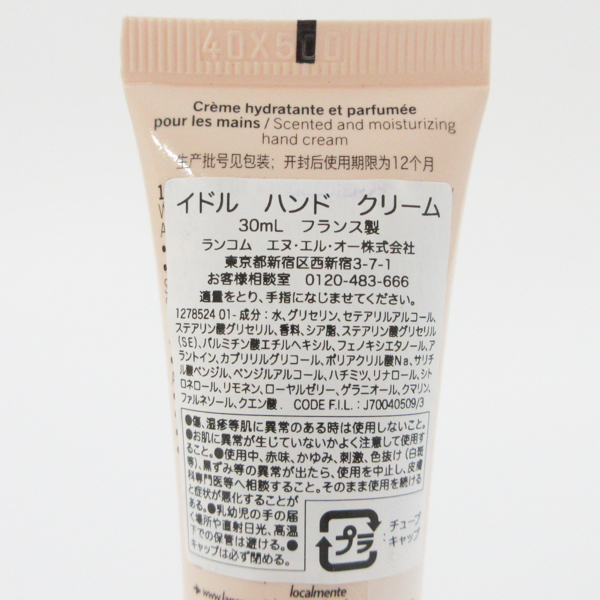 40X500
Crème hydratante et parfumée
pour les mains / Scented and moisturizing
hand cream
生产批号见包装；开封后使用期限为12个月
イドル ハンド クリーム
30mL フランス製
ランコム エヌ・エル・オー株式会社
東京都新宿区西新宿3-7-1
お客様相談室 0120-483-666
適量をとり、手指になじませてください。
1278524 01-成分：水、グリセリン、セテアリルアルコール、
ステアリン酸グリセリル、香料、シア脂、ステアリン酸グリセリル
（SE）、パルミチン酸エチルヘキシル、フェノキシエタノール、ア
ラントイン、カプリリルグリコール、ポリアクリル酸Na、サリチ
ル酸ベンジル、ベンジルアルコール、ハチミツ、リナロール、シト
ロネロール、リモネン、ローヤルゼリー、ゲラニオール、クマリン、
ファルネソール、クエン酸 . CODE F.I.L. : J70040509/3
●傷、湿疹等肌に異常のある時は使用しないこと。
●お肌に異常が生じていないかよく注意して使用す
ること。●使用中、赤味、かゆみ、刺激、色抜け（白斑
等）、黒ずみ等の異常が出たら、使用を中止し、皮膚
科専門医等へ相談すること。そのまま使用を続ける
と症状が悪化することが
ある。●乳幼児の手の届
く場所や直射日光、高温
下での保管は避ける。●
キャップは必ず閉める。
プラ
チューブ
キャップ
localmente